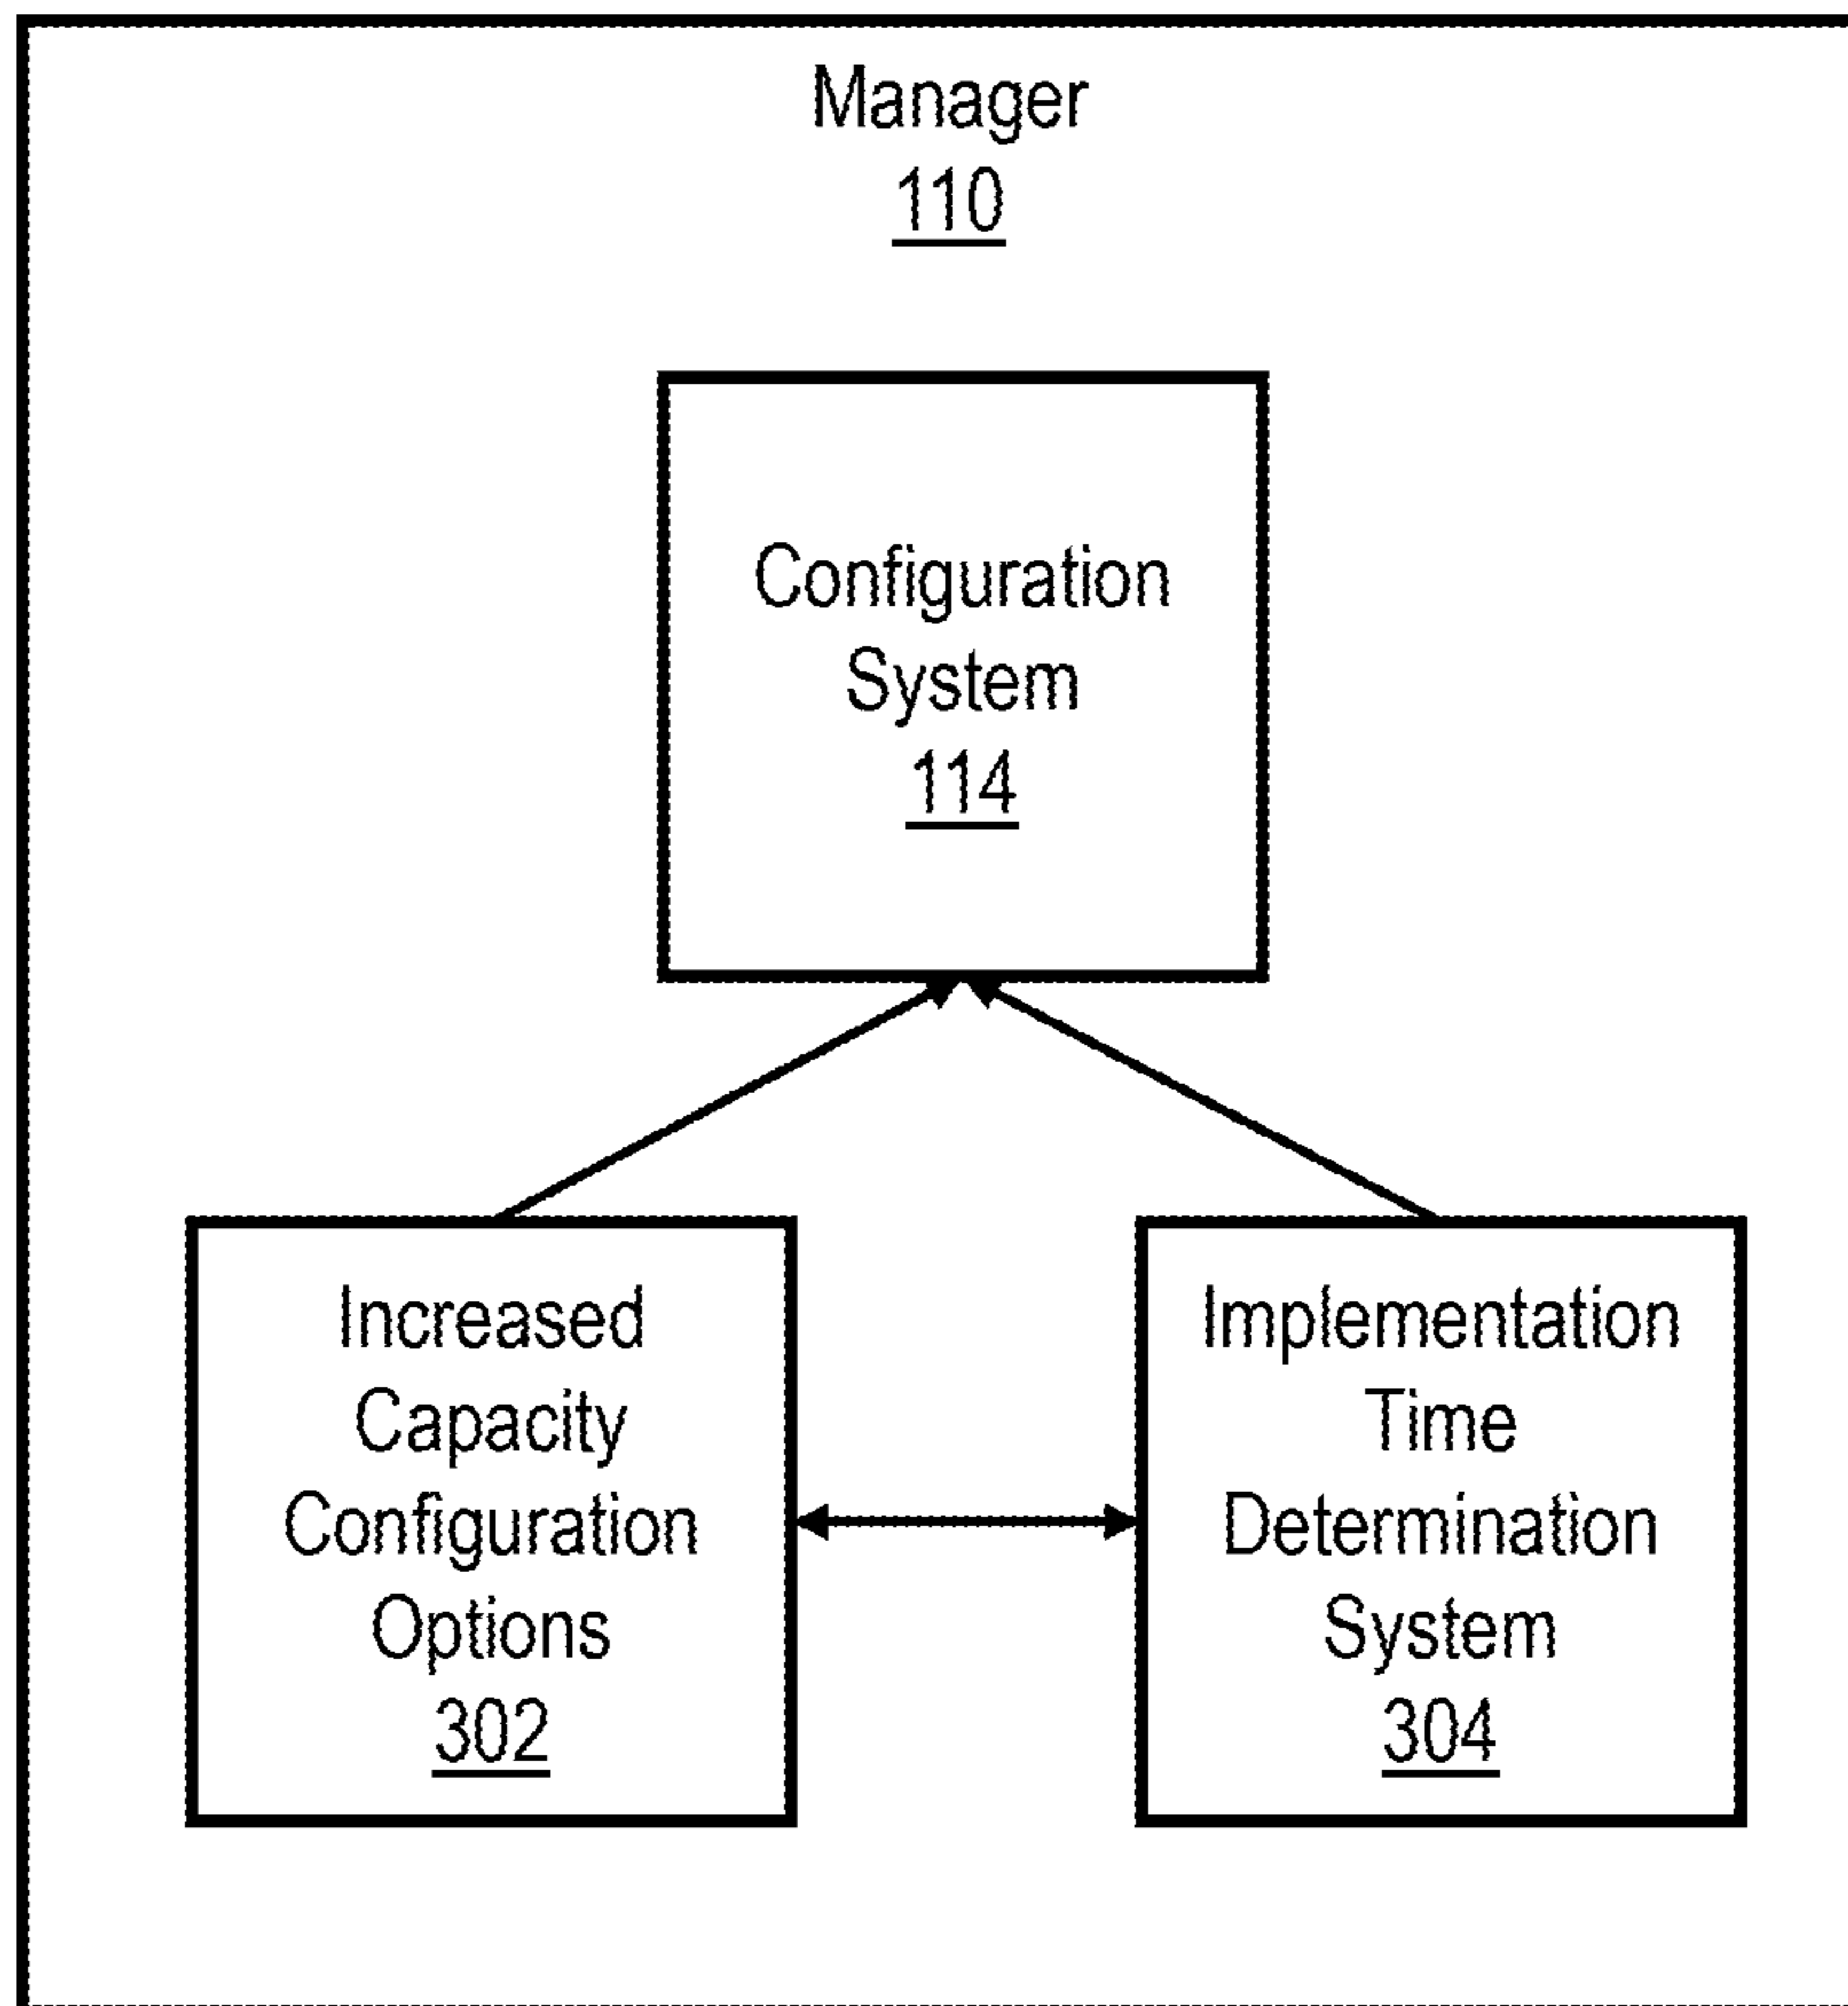 Manager
110
Configuration
System
114
Increased
Capacity
Configuration
Options
302
Implementation
Time
Determination
System
304